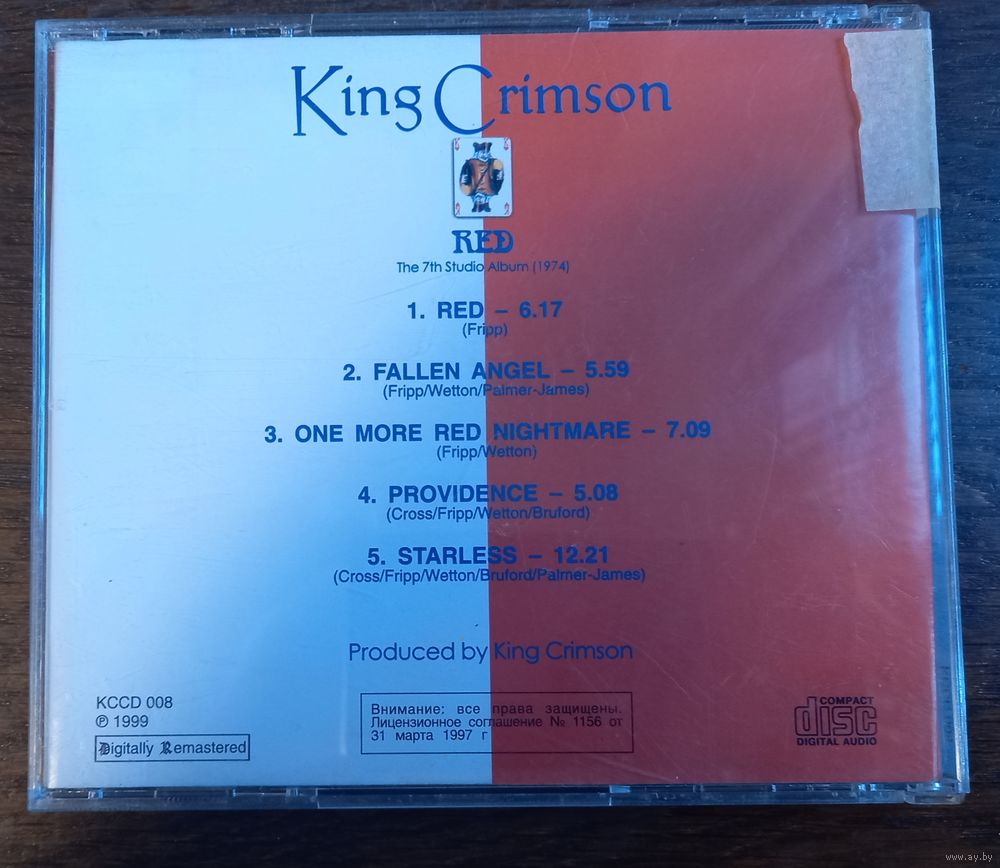 King Crimson
RED
The 7th Studio Album (1974)
1. RED – 6.17
(Fripp)
2. FALLEN ANGEL – 5.59
(Fripp/Wetton/Palmer-James)
3. ONE MORE RED NIGHTMARE – 7.09
(Fripp/Wetton)
4. PROVIDENCE – 5.08
(Cross/Fripp/Wetton/Bruford)
5. STARLESS – 12.21
(Cross/Fripp/Wetton/Bruford/Palmer-James)
Produced by King Crimson
KCCD 008
℗ 1999
Digitally Remastered
Внимание: все права защищены.
Лицензионное соглашение № 1156 от
31 марта 1997 г
COMPACT
disc
DIGITAL AUDIO
www.ay.by